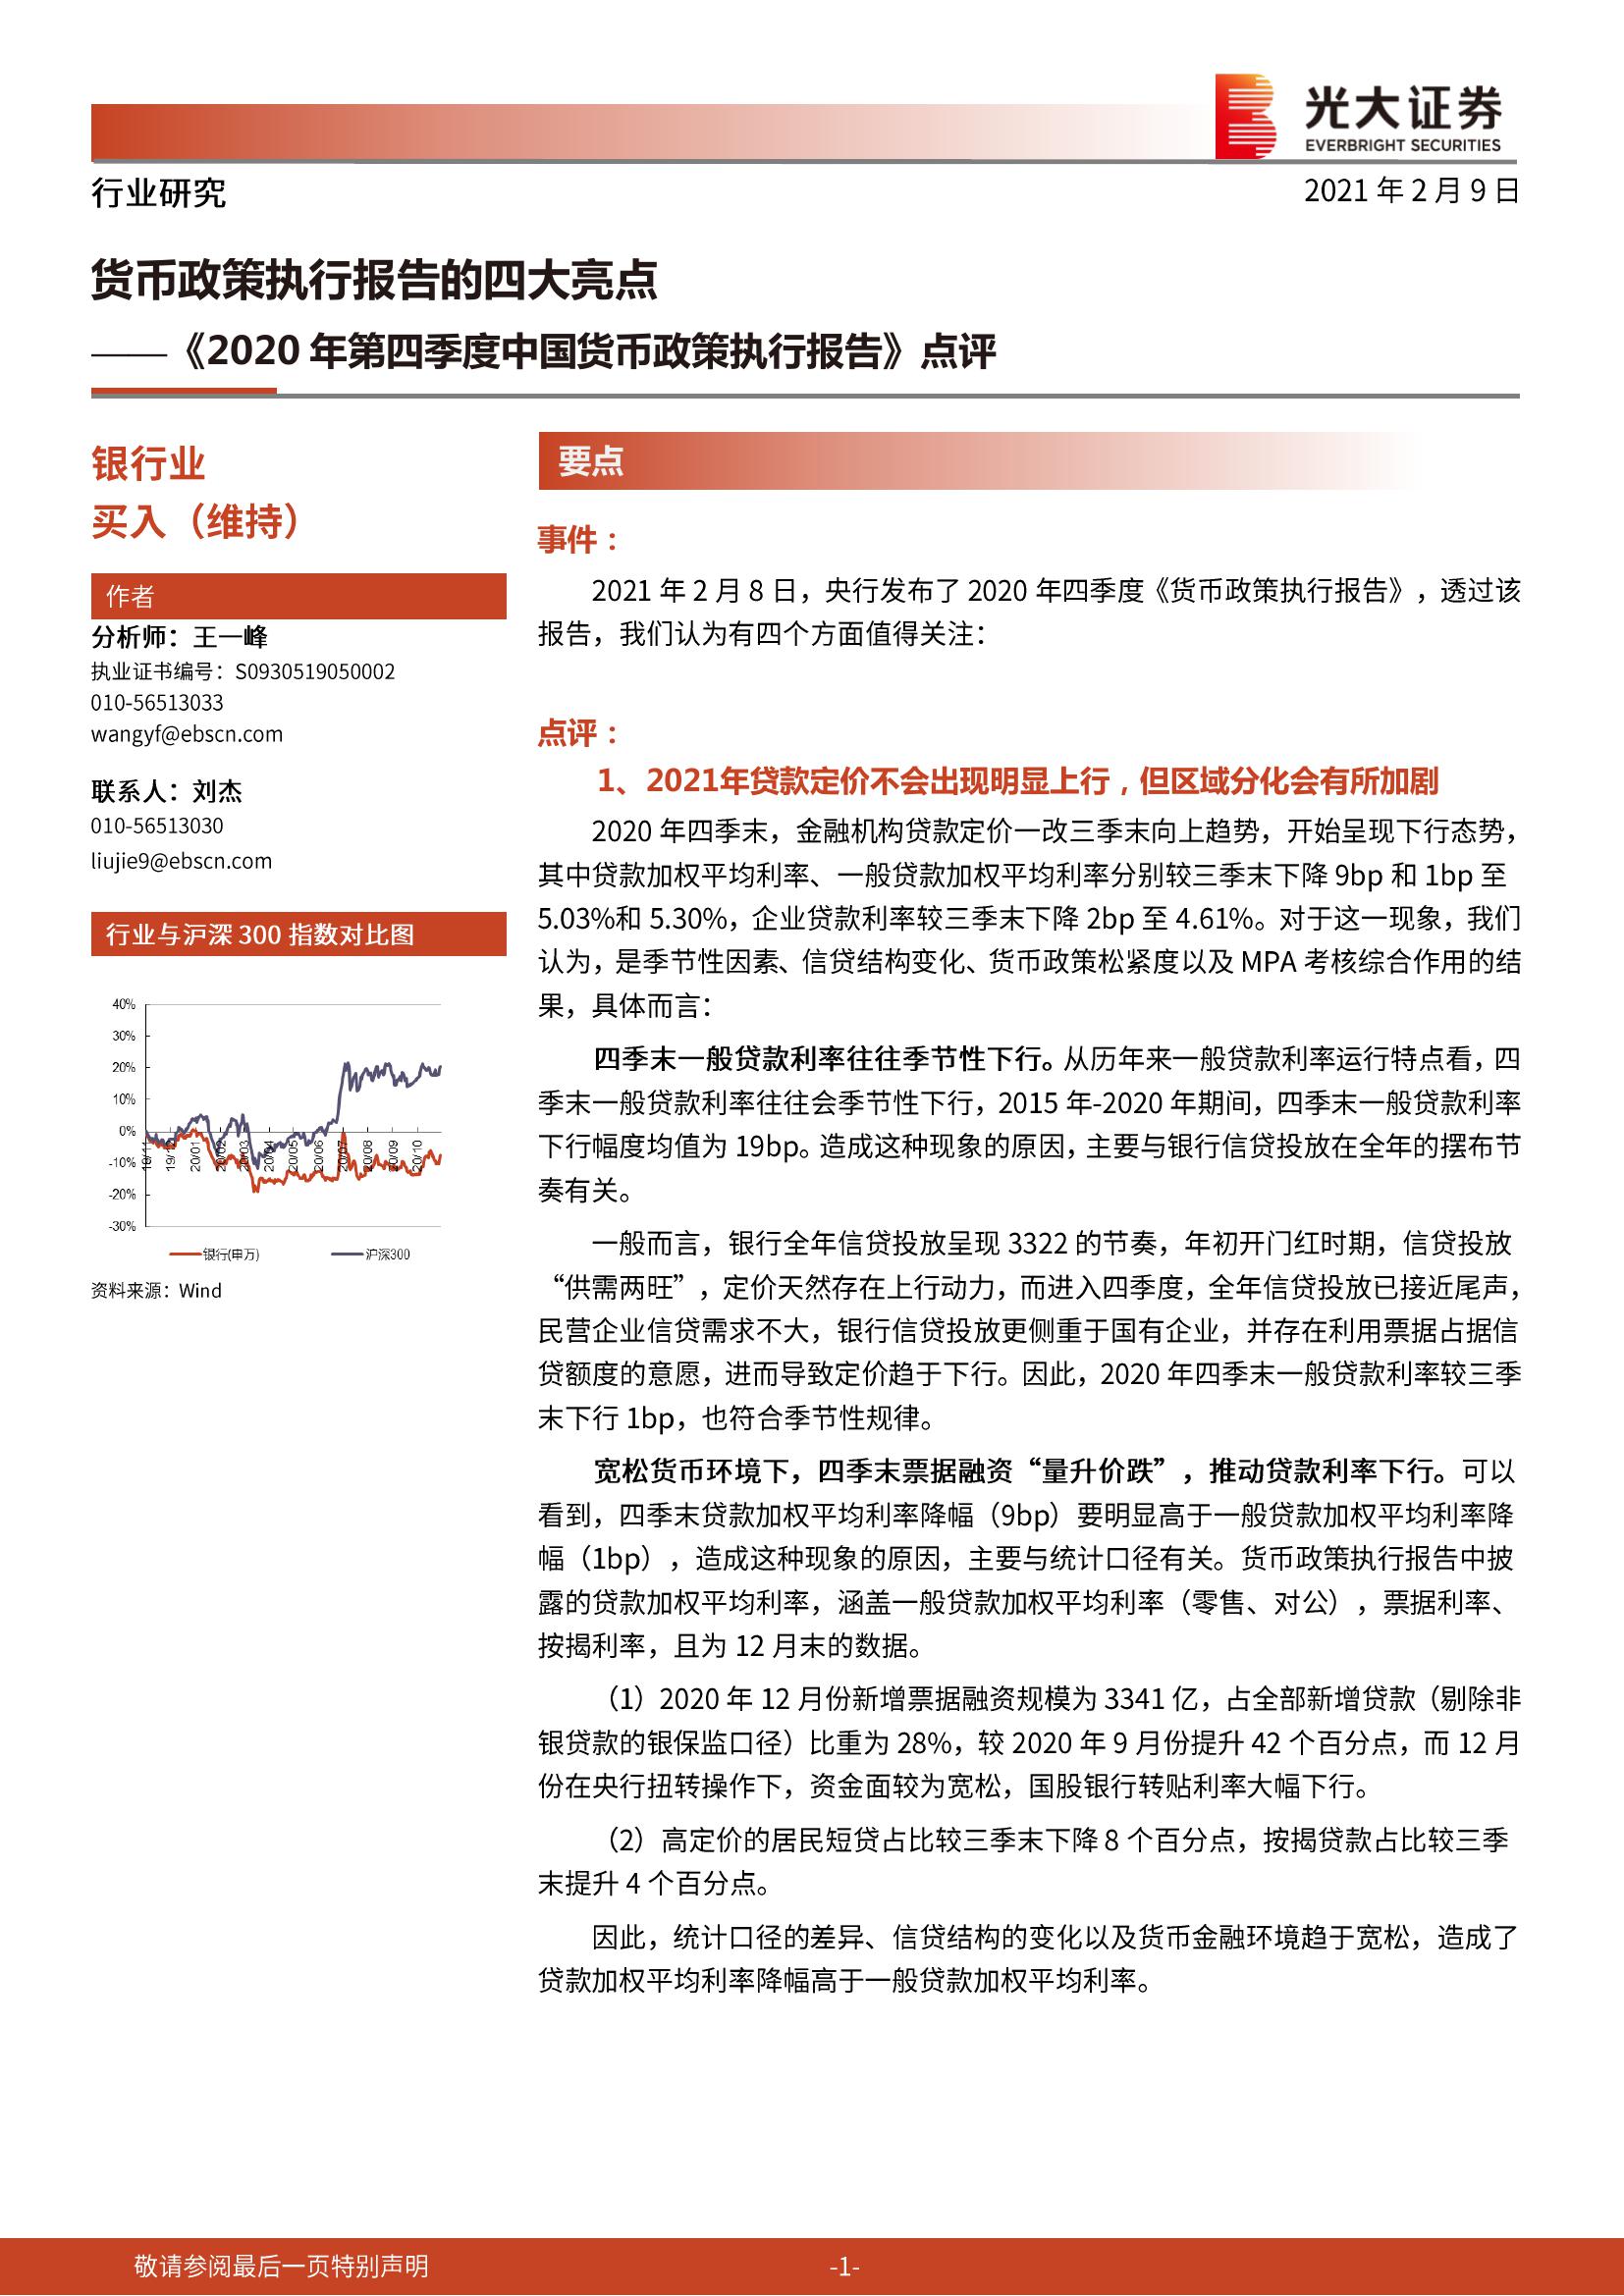 光大证券
EVERBRIGHT SECURITIES
行业研究
2021 年 2 月 9 日
货币政策执行报告的四大亮点
——《2020 年第四季度中国货币政策执行报告》点评
银行业
买入（维持）
作者
分析师：王一峰
执业证书编号：S0930519050002
010-56513033
wangyf@ebscn.com
联系人：刘杰
010-56513030
liujie9@ebscn.com
行业与沪深 300 指数对比图
40%
30%
20%
10%
0%
-10%
-20%
-30%
19/11
19/12
20/01
20/02
20/03
20/04
20/05
20/06
20/07
20/08
20/09
20/10
银行(申万)
沪深300
资料来源：Wind
要点
事件：
2021 年 2 月 8 日，央行发布了 2020 年四季度《货币政策执行报告》，透过该
报告，我们认为有四个方面值得关注：
点评：
1、2021年贷款定价不会出现明显上行，但区域分化会有所加剧
2020 年四季末，金融机构贷款定价一改三季末向上趋势，开始呈现下行态势，
其中贷款加权平均利率、一般贷款加权平均利率分别较三季末下降 9bp 和 1bp 至
5.03%和 5.30%，企业贷款利率较三季末下降 2bp 至 4.61%。对于这一现象，我们
认为，是季节性因素、信贷结构变化、货币政策松紧度以及 MPA 考核综合作用的结
果，具体而言：
四季末一般贷款利率往往季节性下行。从历年来一般贷款利率运行特点看，四
季末一般贷款利率往往会季节性下行，2015 年-2020 年期间，四季末一般贷款利率
下行幅度均值为 19bp。造成这种现象的原因，主要与银行信贷投放在全年的摆布节
奏有关。
一般而言，银行全年信贷投放呈现 3322 的节奏，年初开门红时期，信贷投放
“供需两旺”，定价天然存在上行动力，而进入四季度，全年信贷投放已接近尾声，
民营企业信贷需求不大，银行信贷投放更侧重于国有企业，并存在利用票据占据信
贷额度的意愿，进而导致定价趋于下行。因此，2020 年四季末一般贷款利率较三季
末下行 1bp，也符合季节性规律。
宽松货币环境下，四季末票据融资“量升价跌”，推动贷款利率下行。可以
看到，四季末贷款加权平均利率降幅（9bp）要明显高于一般贷款加权平均利率降
幅（1bp），造成这种现象的原因，主要与统计口径有关。货币政策执行报告中披
露的贷款加权平均利率，涵盖一般贷款加权平均利率（零售、对公），票据利率、
按揭利率，且为 12 月末的数据。
（1）2020 年 12 月份新增票据融资规模为 3341 亿，占全部新增贷款（剔除非
银贷款的银保监口径）比重为 28%，较 2020 年 9 月份提升 42 个百分点，而 12 月
份在央行扭转操作下，资金面较为宽松，国股银行转贴利率大幅下行。
（2）高定价的居民短贷占比较三季末下降 8 个百分点，按揭贷款占比较三季
末提升 4 个百分点。
因此，统计口径的差异、信贷结构的变化以及货币金融环境趋于宽松，造成了
贷款加权平均利率降幅高于一般贷款加权平均利率。
敬请参阅最后一页特别声明
-1-